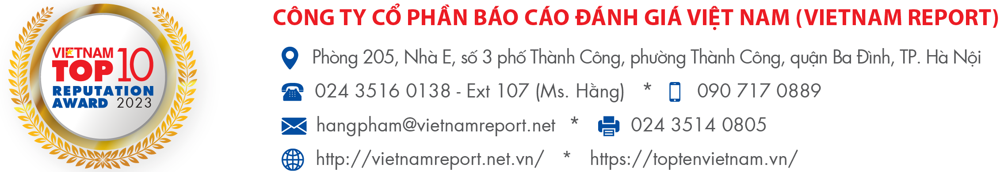 VIETNAM
TOP 10
REPUTATION
AWARD 2023
CÔNG TY CỔ PHẦN BÁO CÁO ĐÁNH GIÁ VIỆT NAM (VIETNAM REPORT)
Phòng 205, Nhà E, số 3 phố Thành Công, phường Thành Công, quận Ba Đình, TP. Hà Nội
024 3516 0138 - Ext 107 (Ms. Hằng) * 090 717 0889
hangpham@vietnamreport.net * 024 3514 0805
http://vietnamreport.net.vn/ * https://toptenvietnam.vn/